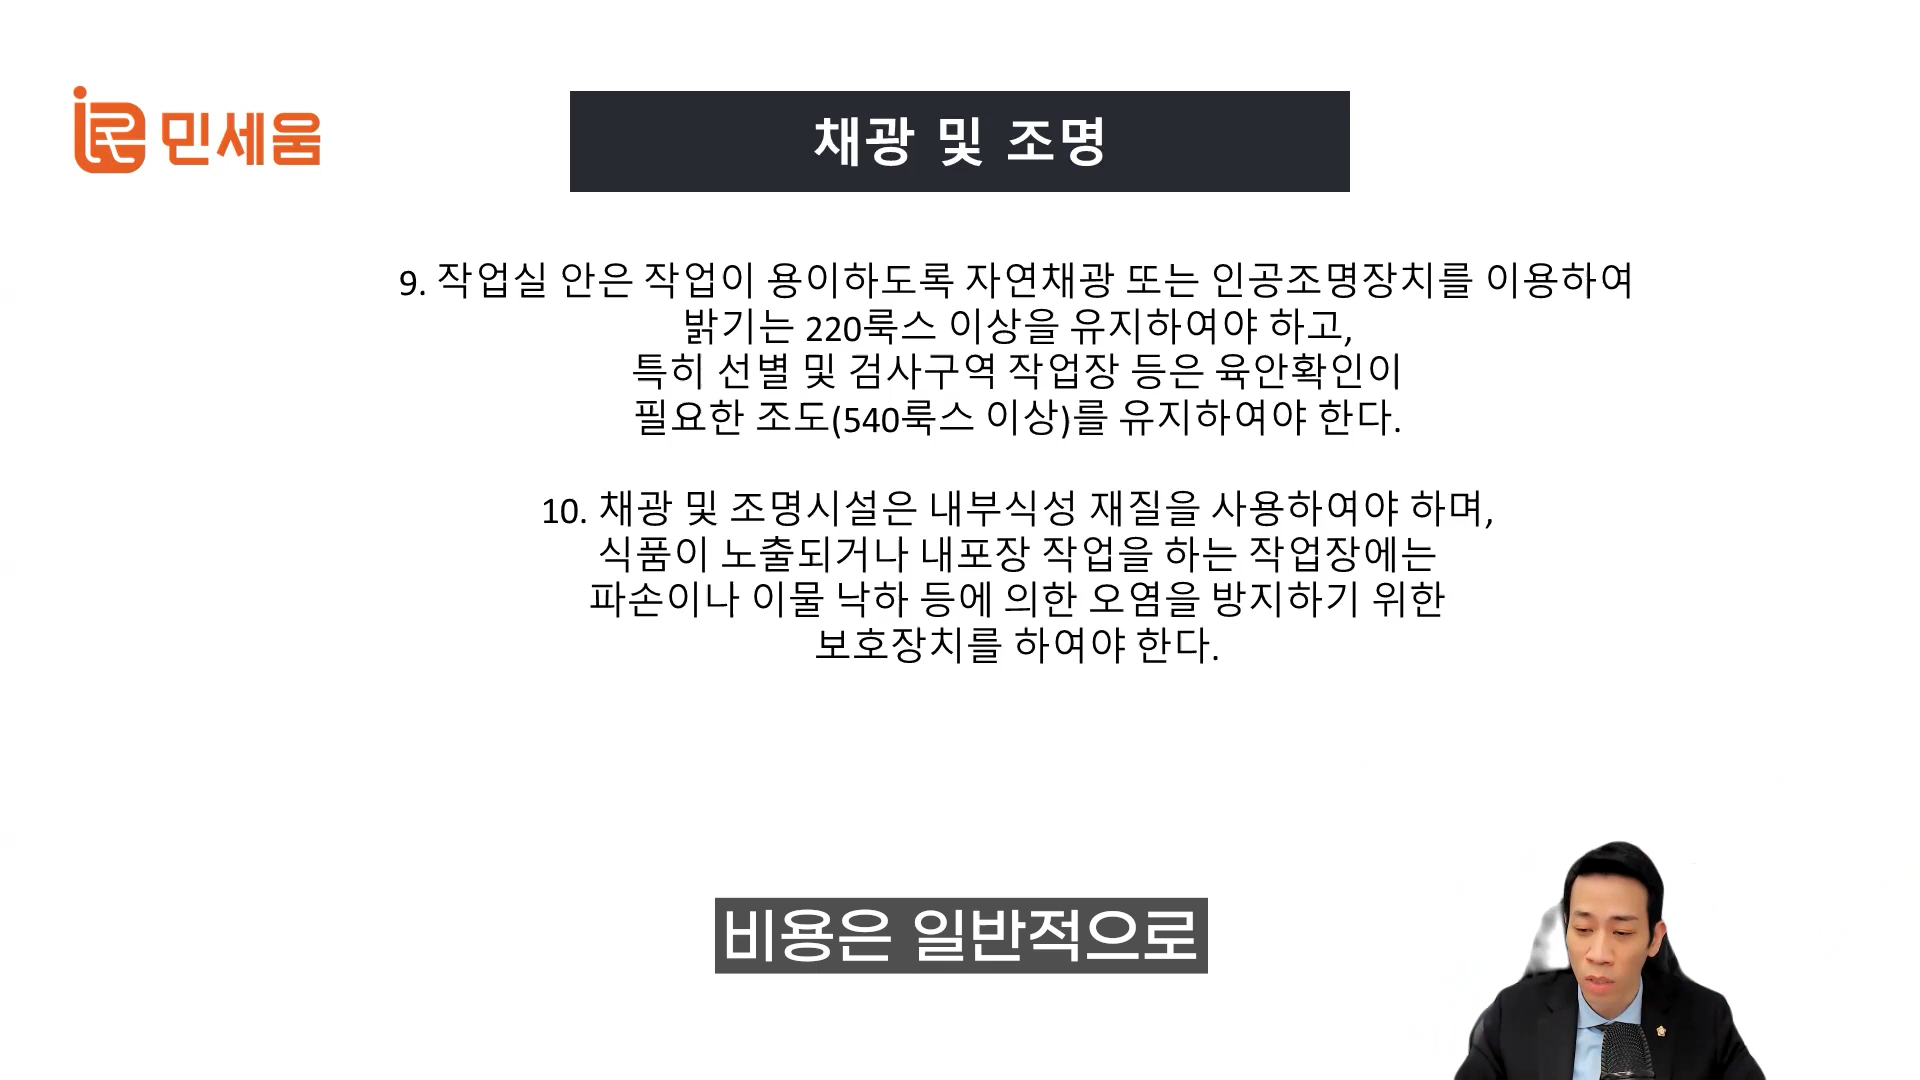 민세움
채광 및 조명
9. 작업실 안은 작업이 용이하도록 자연채광 또는 인공조명장치를 이용하여
밝기는 220룩스 이상을 유지하여야 하고,
특히 선별 및 검사구역 작업장 등은 육안확인이
필요한 조도(540룩스 이상)를 유지하여야 한다.
10. 채광 및 조명시설은 내부식성 재질을 사용하여야 하며,
식품이 노출되거나 내포장 작업을 하는 작업장에는
파손이나 이물 낙하 등에 의한 오염을 방지하기 위한
보호장치를 하여야 한다.
비용은 일반적으로